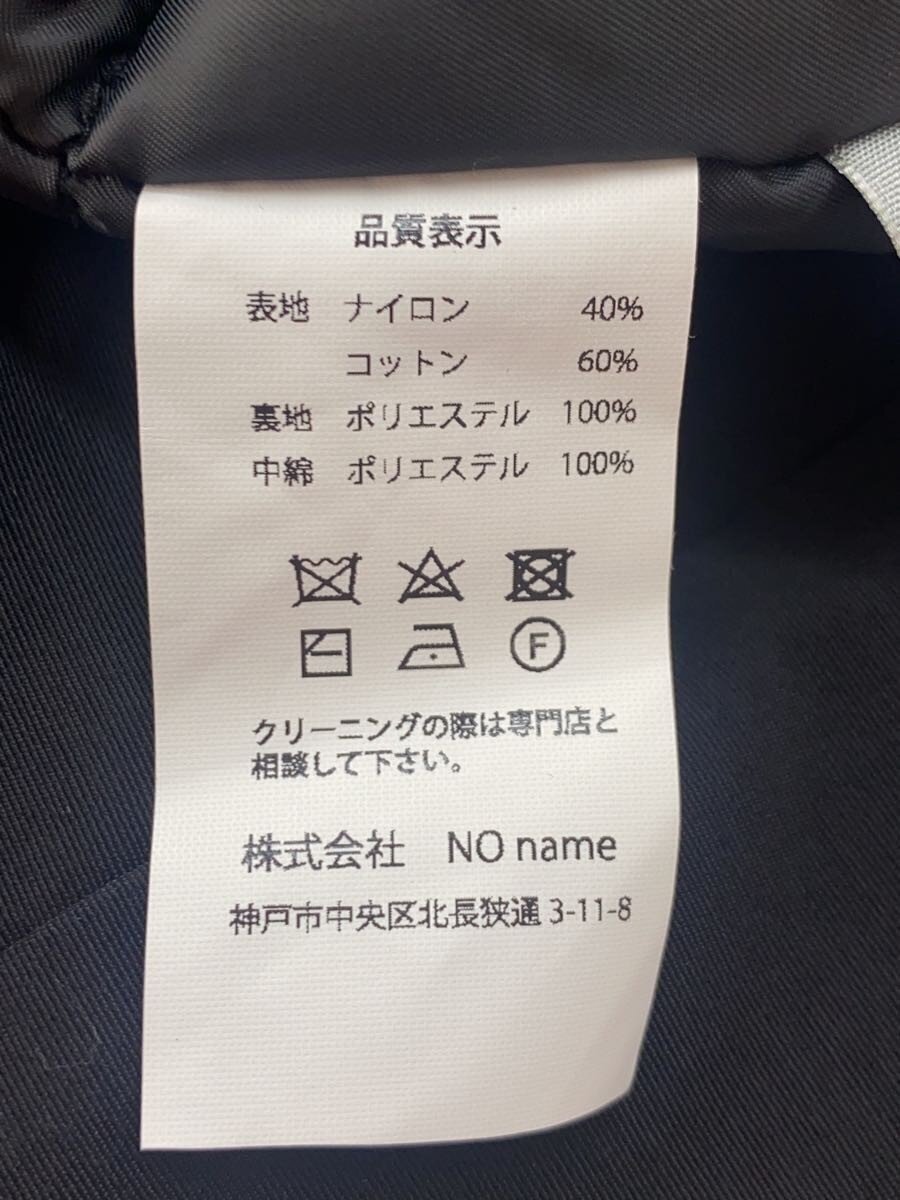 品質表示
表地 ナイロン 40%
コットン 60%
裏地 ポリエステル 100%
中綿 ポリエステル 100%
F
クリーニングの際は専門店と
相談して下さい。
株式会社 NO name
神戸市中央区北長狭通 3-11-8